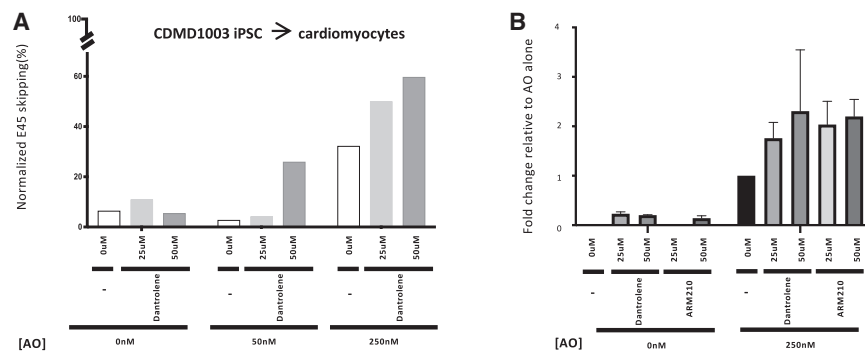 A
CDMD1003 iPSC → cardiomyocytes
Normalized E45 skipping(%)
100
60
40
20
0
0uM 25uM 50uM 0uM 25uM 50uM 0uM 25uM 50uM
- Dantrolene - Dantrolene - Dantrolene
[AO] 0nM 50nM 250nM
B
Fold change relative to AO alone
4
3
2
1
0
0uM 25uM 50uM 25uM 50uM 0uM 25uM 50uM 25uM 50uM
- Dantrolene ARM210 - Dantrolene ARM210
[AO] 0nM 250nM